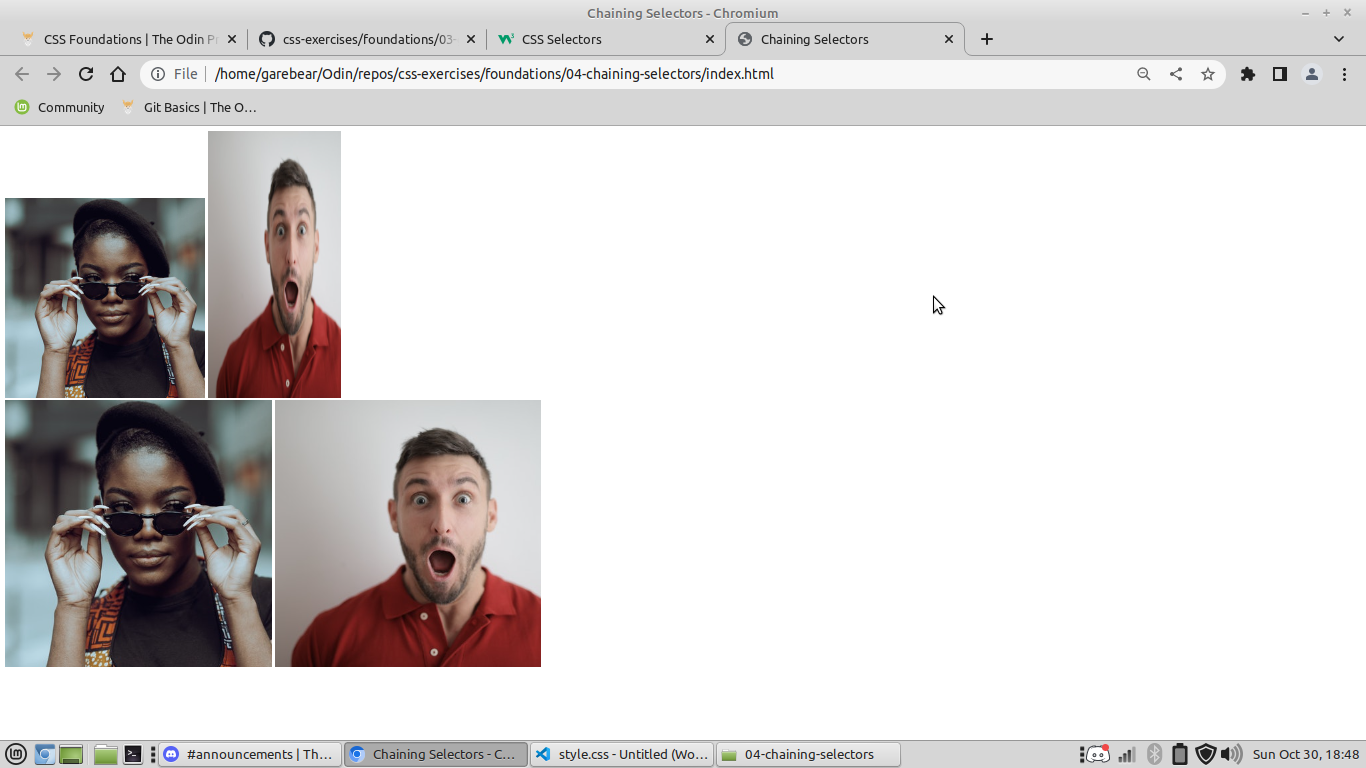 Chaining Selectors - Chromium
CSS Foundations | The Odin Pr
css-exercises/foundations/03-
CSS Selectors
Chaining Selectors
File
/home/garebear/Odin/repos/css-exercises/foundations/04-chaining-selectors/index.html
Community
Git Basics | The O…
#announcements | Th...
Chaining Selectors - C...
style.css - Untitled (Wo...
04-chaining-selectors
Sun Oct 30, 18:48